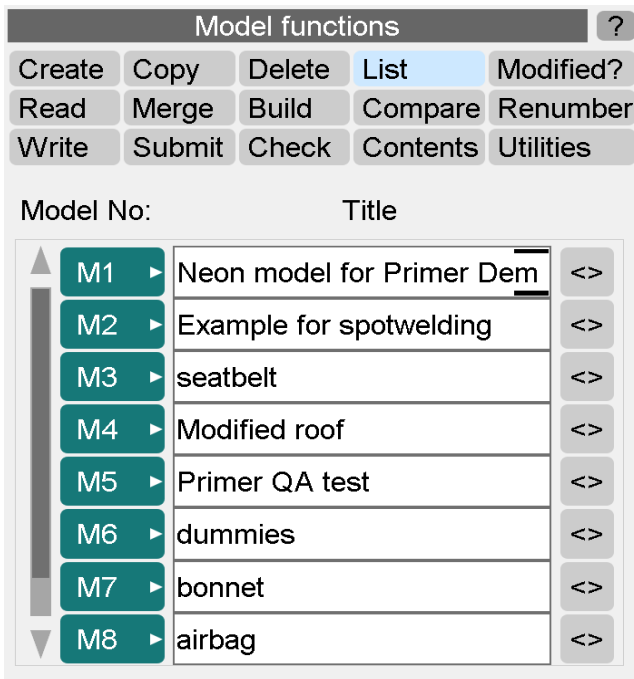 Model functions ?
Create Copy Delete List Modified?
Read Merge Build Compare Renumber
Write Submit Check Contents Utilities
Model No: Title
M1 Neon model for Primer Dem <>
M2 Example for spotwelding <>
M3 seatbelt <>
M4 Modified roof <>
M5 Primer QA test <>
M6 dummies <>
M7 bonnet <>
M8 airbag <>